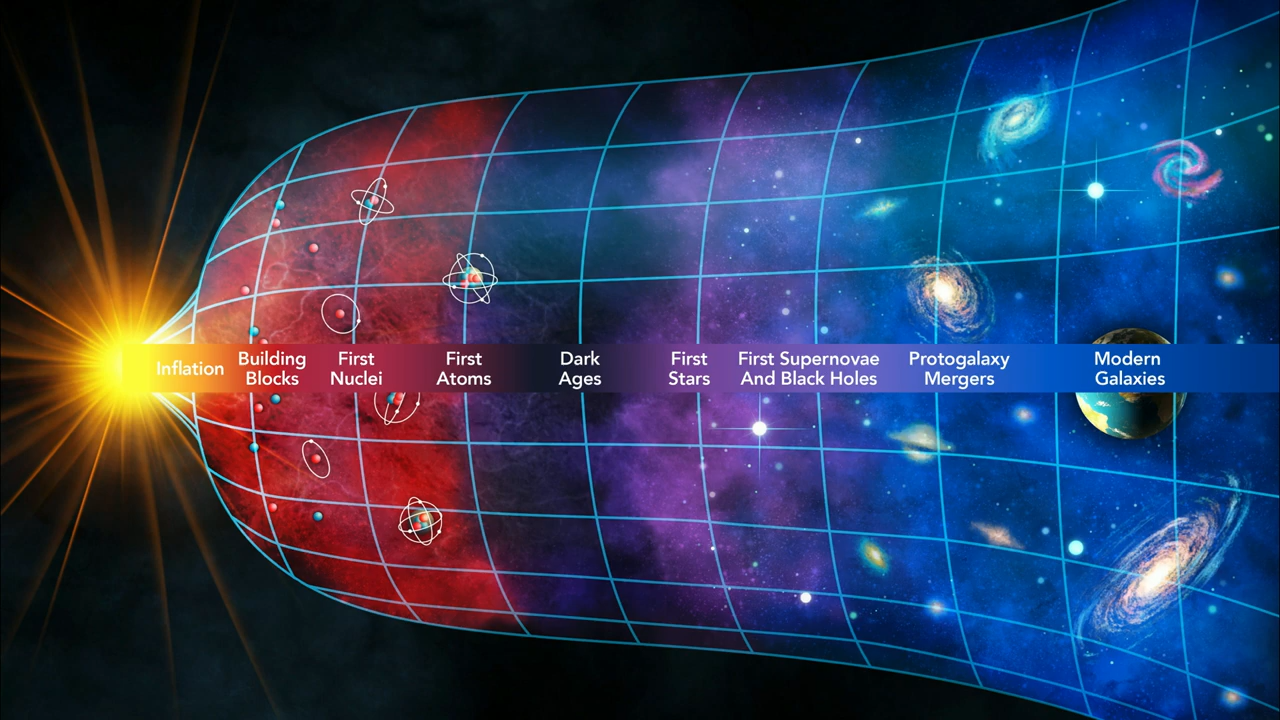 Inflation
Building
Blocks
First
Nuclei
First
Atoms
Dark
Ages
First
Stars
First Supernovae
And Black Holes
Protogalaxy
Mergers
Modern
Galaxies